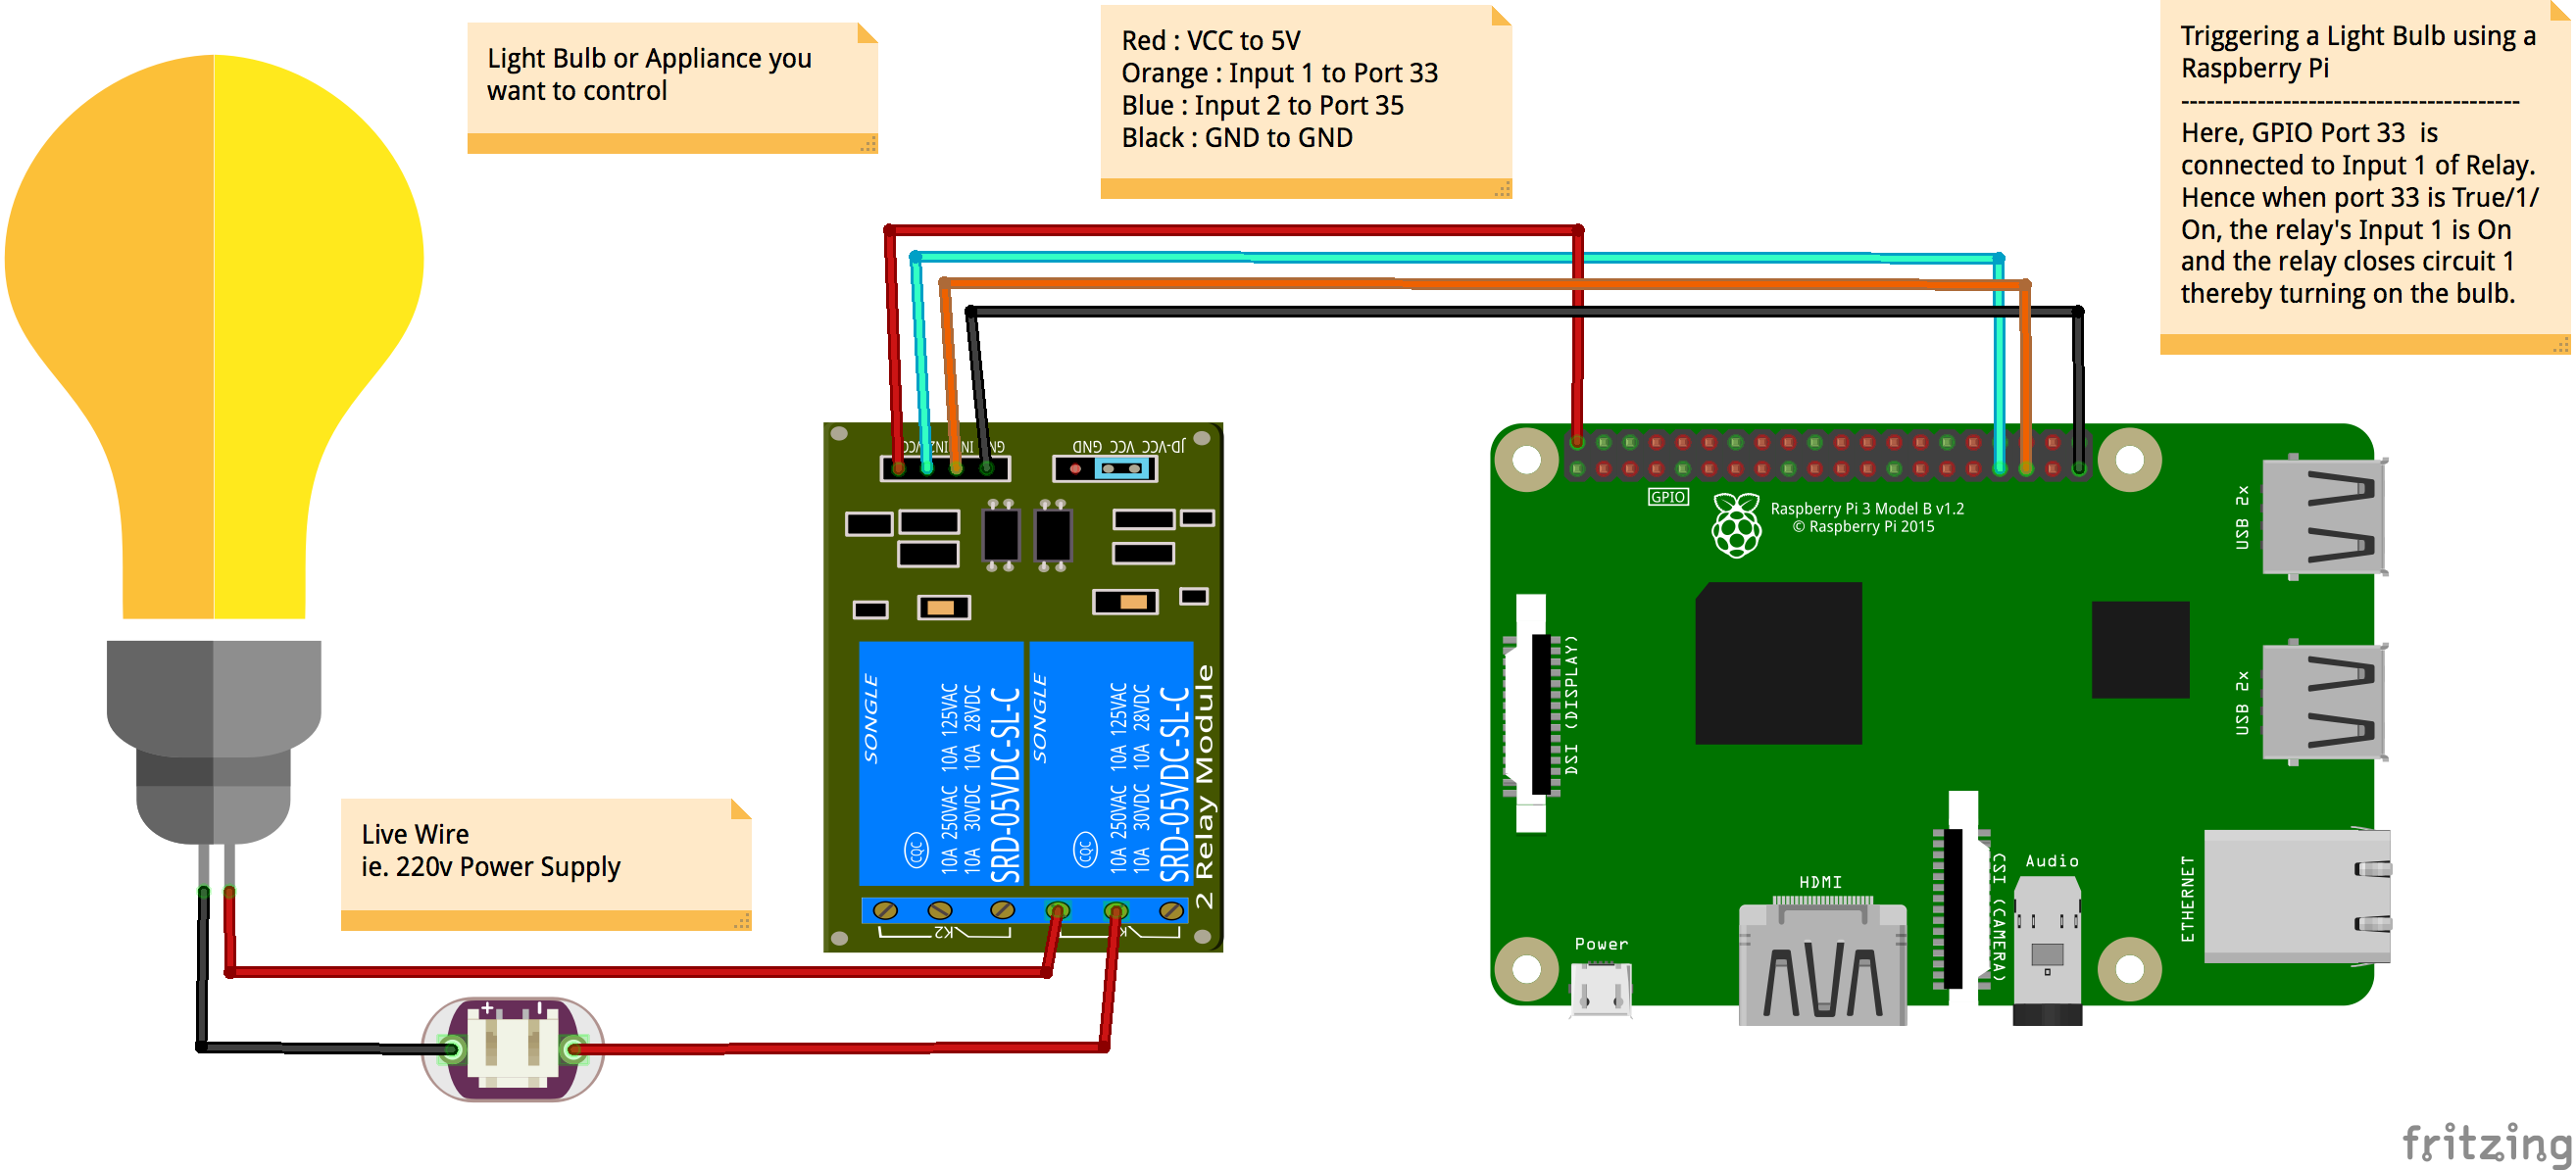 Light Bulb or Appliance you
want to control
Red : VCC to 5V
Orange : Input 1 to Port 33
Blue : Input 2 to Port 35
Black : GND to GND
Triggering a Light Bulb using a
Raspberry Pi
----------------------------------------
Here, GPIO Port 33  is
connected to Input 1 of Relay.
Hence when port 33 is True/1/
On, the relay's Input 1 is On
and the relay closes circuit 1
thereby turning on the bulb.
JD-VCC VCC GND
GPIO
Raspberry Pi 3 Model B v1.2
© Raspberry Pi 2015
USB 2x
USB 2x
DSI (DISPLAY)
CSI (CAMERA)
Audio
HDMI
Power
ETHERNET
SONGLE
10A 250VAC 10A 125VAC
10A 30VDC 10A 28VDC
SRD-05VDC-SL-C
CQC
SONGLE
10A 250VAC 10A 125VAC
10A 30VDC 10A 28VDC
SRD-05VDC-SL-C
CQC
2 Relay Module
K2
Live Wire
ie. 220v Power Supply
+
-
fritzing